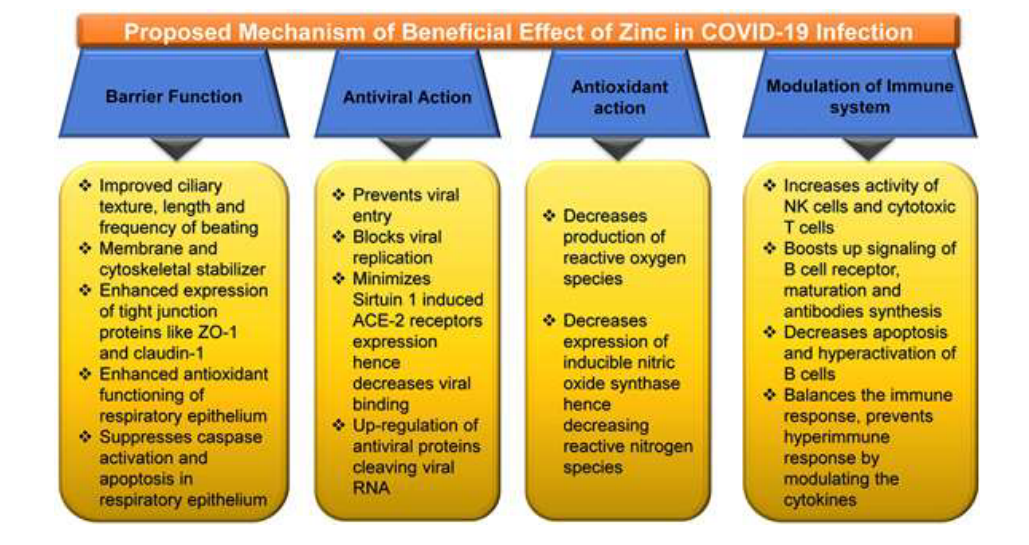 Proposed Mechanism of Beneficial Effect of Zinc in COVID-19 Infection
Barrier Function
❖ Improved ciliary
texture, length and
frequency of beating
❖ Membrane and
cytoskeletal stabilizer
❖ Enhanced expression
of tight junction
proteins like ZO-1
and claudin-1
❖ Enhanced antioxidant
functioning of
respiratory epithelium
❖ Suppresses caspase
activation and
apoptosis in
respiratory epithelium
Antiviral Action
❖ Prevents viral
entry
❖ Blocks viral
replication
❖ Minimizes
Sirtuin 1 induced
ACE-2 receptors
expression
hence
decreases viral
binding
❖ Up-regulation of
antiviral proteins
cleaving viral
RNA
Antioxidant
action
❖ Decreases
production of
reactive oxygen
species
❖ Decreases
expression of
inducible nitric
oxide synthase
hence
decreasing
reactive nitrogen
species
Modulation of Immune
system
❖ Increases activity of
NK cells and cytotoxic
T cells
❖ Boosts up signaling of
B cell receptor,
maturation and
antibodies synthesis
❖ Decreases apoptosis
and hyperactivation of
B cells
❖ Balances the immune
response, prevents
hyperimmune
response by
modulating the
cytokines